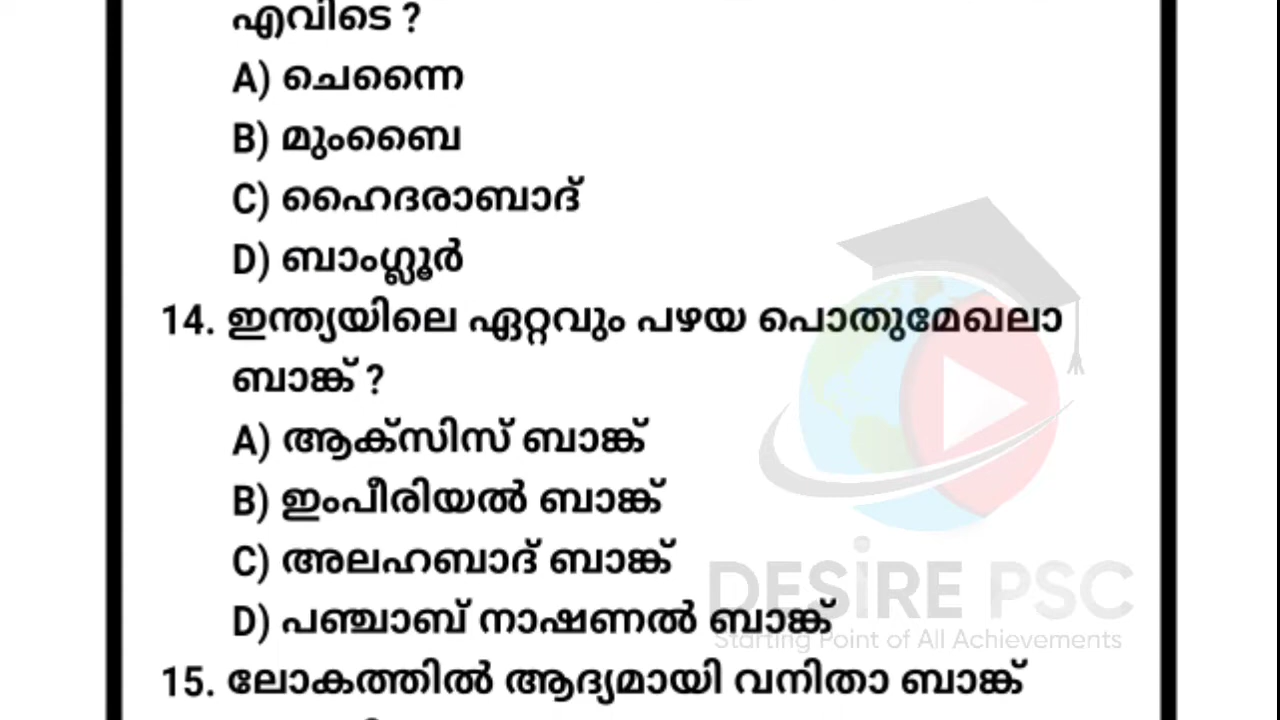 എവിടെ ?
A) ചെന്നൈ
B) മുംബൈ
C) ഹൈദരാബാദ്
D) ബാംഗ്ലൂർ
14. ഇന്ത്യയിലെ ഏറ്റവും പഴയ പൊതുമേഖലാ
ബാങ്ക് ?
A) ആക്സിസ് ബാങ്ക്
B) ഇംപീരിയൽ ബാങ്ക്
C) അലഹബാദ് ബാങ്ക്
D) പഞ്ചാബ് നാഷണൽ ബാങ്ക്
DESiRE PSC
Starting Point of All Achievements
15. ലോകത്തിൽ ആദ്യമായി വനിതാ ബാങ്ക്